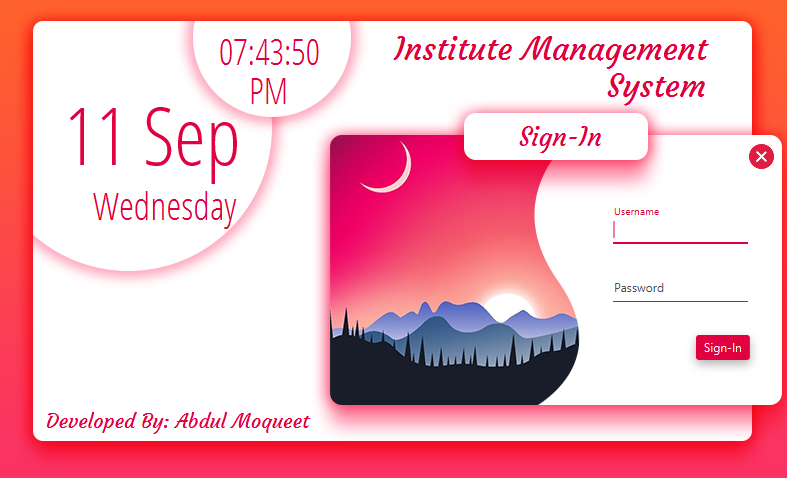 07:43:50
PM
11 Sep
Wednesday
Institute Management
System
Sign-In
Username
Password
Sign-In
Developed By: Abdul Moqueet